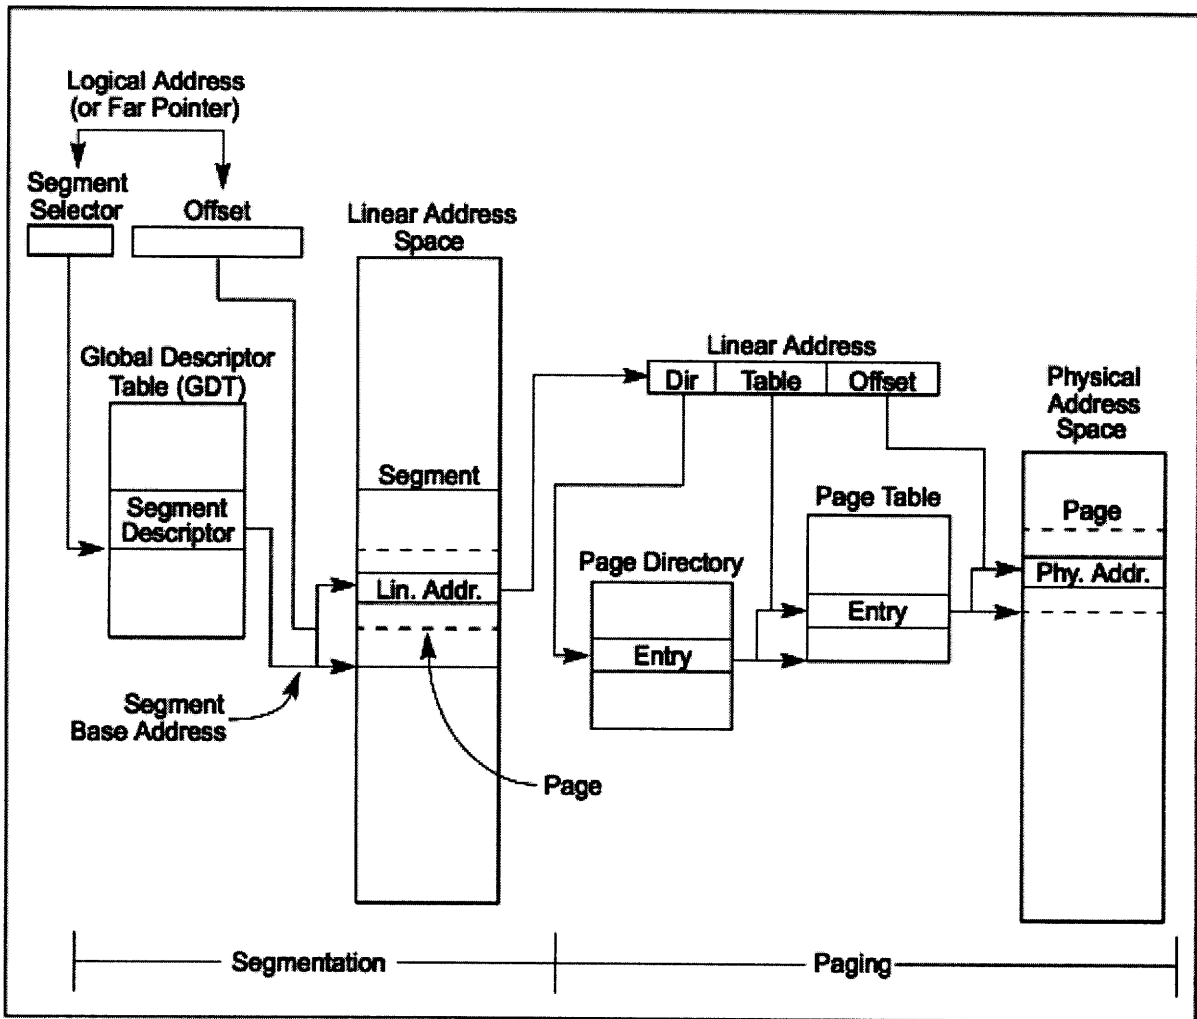 Logical Address
(or Far Pointer)
Segment
Selector
Offset
Linear Address
Space
Global Descriptor
Table (GDT)
Segment
Descriptor
Segment
Lin. Addr.
Segment
Base Address
Page
Linear Address
Dir
Table
Offset
Physical
Address
Space
Page Table
Page
Page Directory
Phy. Addr.
Entry
Entry
Segmentation
Paging